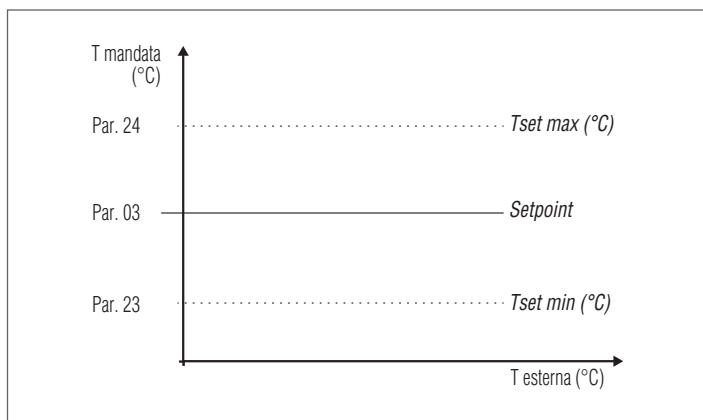 T mandata
(°C)
Par. 24
Tset max (°C)
Par. 03
Setpoint
Par. 23
Tset min (°C)
T esterna (°C)